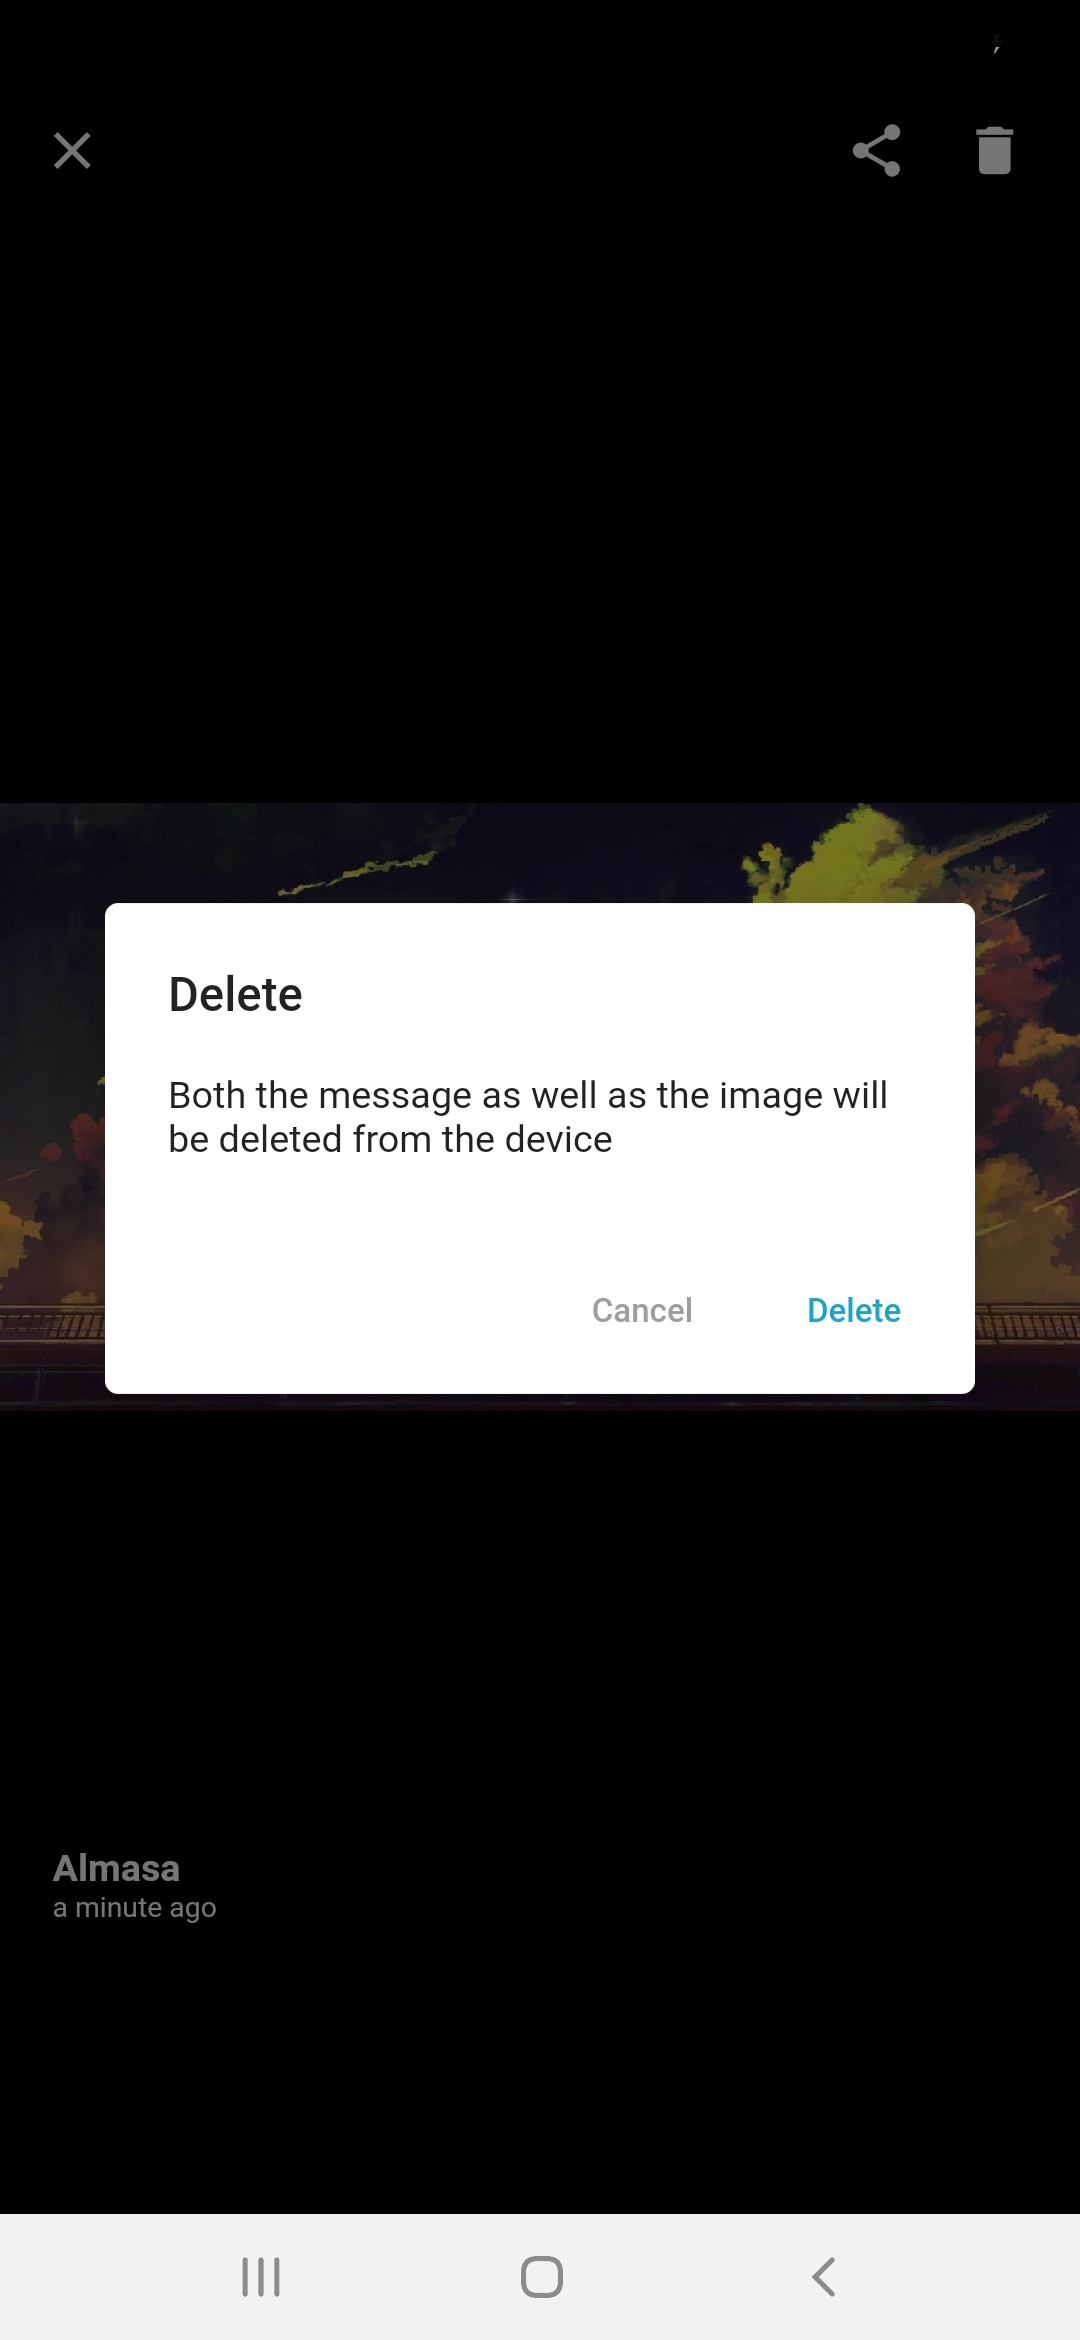 Delete
Both the message as well as the image will
be deleted from the device
Cancel Delete
Almasa
a minute ago